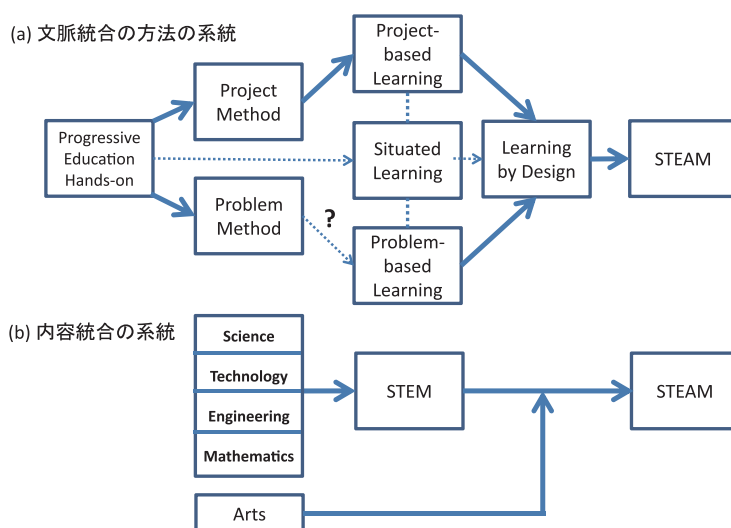 (a) 文脈統合の方法の系統
Project-
based
Learning
Project
Method
Progressive
Education
Hands-on
Situated
Learning
Learning
by Design
STEAM
Problem
Method
?
Problem-
based
Learning
(b) 内容統合の系統
Science
Technology
Engineering
Mathematics
STEM
STEAM
Arts